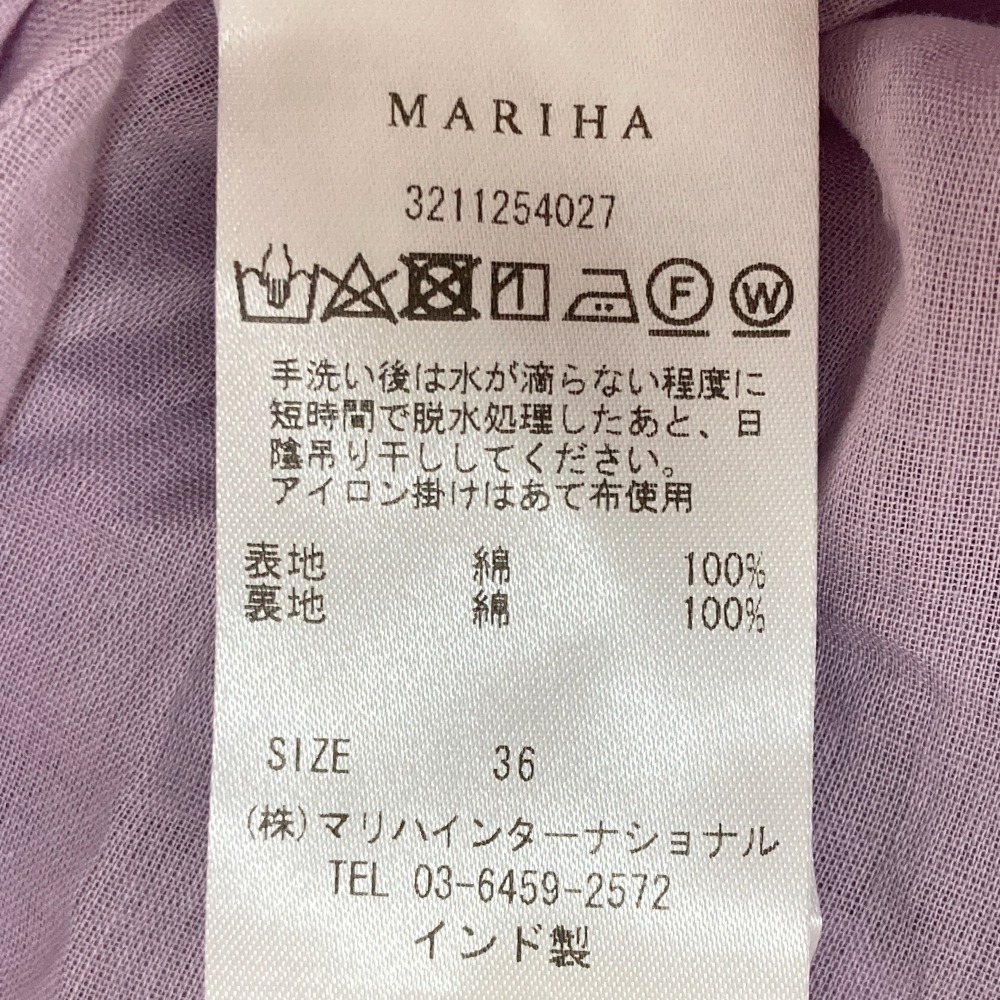 MARIHA
3211254027
F W
手洗い後は水が滴らない程度に
短時間で脱水処理したあと、日
陰吊り干ししてください。
アイロン掛けはあて布使用
表地 綿 100%
裏地 綿 100%
SIZE 36
(株)マリハインターナショナル
TEL 03-6459-2572
インド製